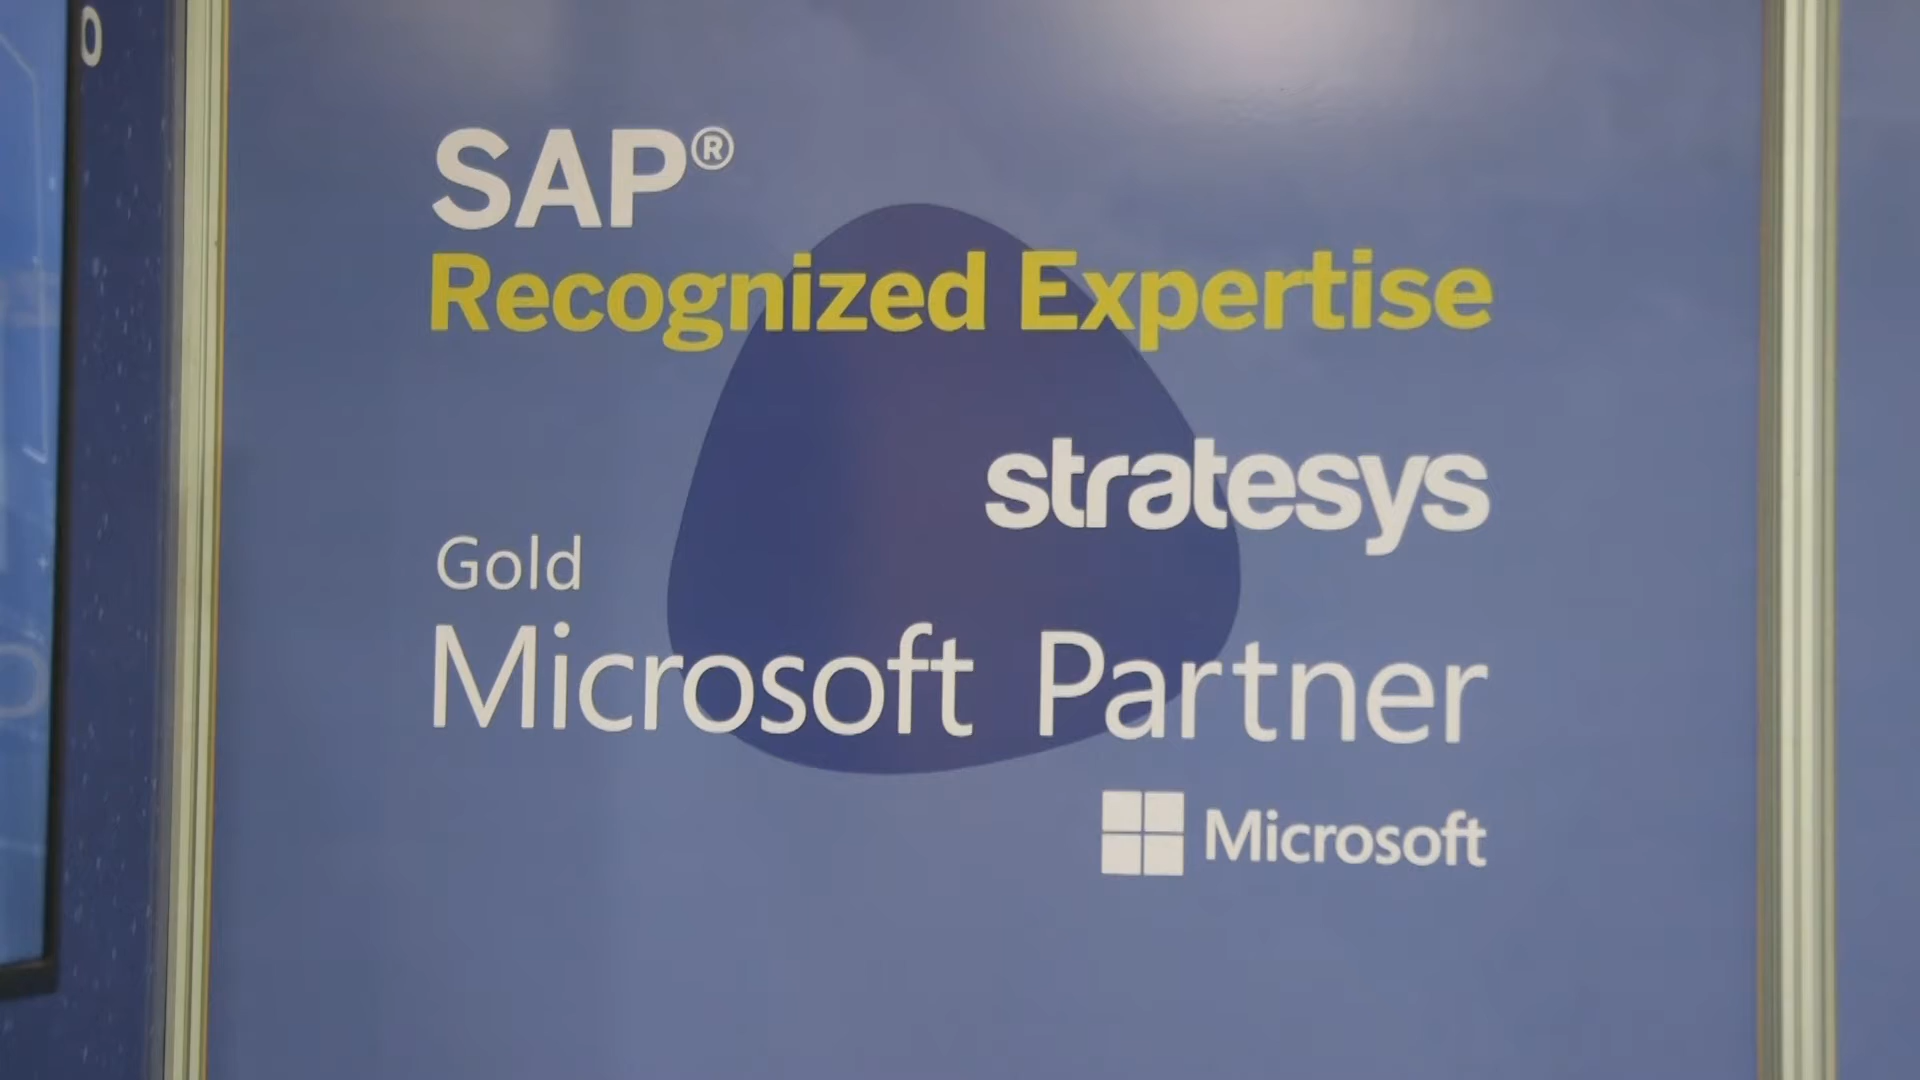 SAP®
Recognized Expertise
stratesys
Gold
Microsoft Partner
Microsoft